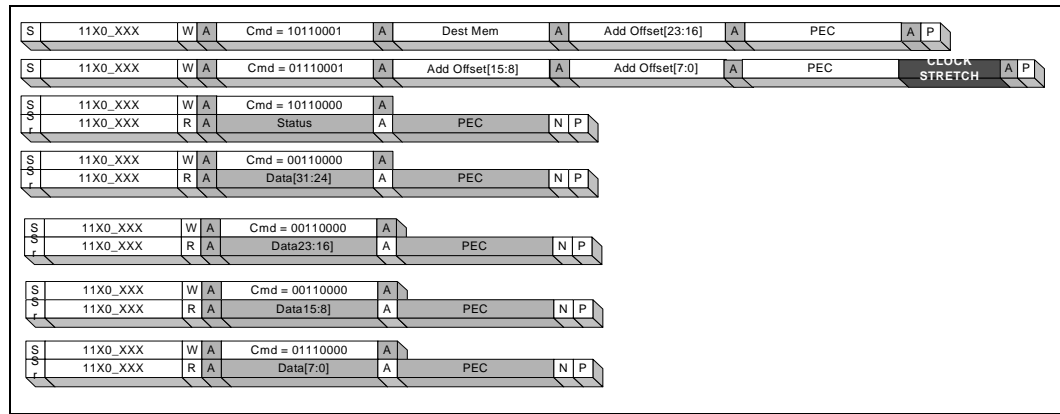 S 11X0_XXX W A Cmd = 10110001 A Dest Mem A Add Offset[23:16] A PEC A P
S 11X0_XXX W A Cmd = 01110001 A Add Offset[15:8] A Add Offset[7:0] A PEC CLOCK STRETCH A P
S 11X0_XXX W A Cmd = 10110000 A
Sr 11X0_XXX R A Status A PEC N P
S 11X0_XXX W A Cmd = 00110000 A
Sr 11X0_XXX R A Data[31:24] A PEC N P
S 11X0_XXX W A Cmd = 00110000 A
Sr 11X0_XXX R A Data23:16] A PEC N P
S 11X0_XXX W A Cmd = 00110000 A
Sr 11X0_XXX R A Data15:8] A PEC N P
S 11X0_XXX W A Cmd = 01110000 A
Sr 11X0_XXX R A Data[7:0] A PEC N P